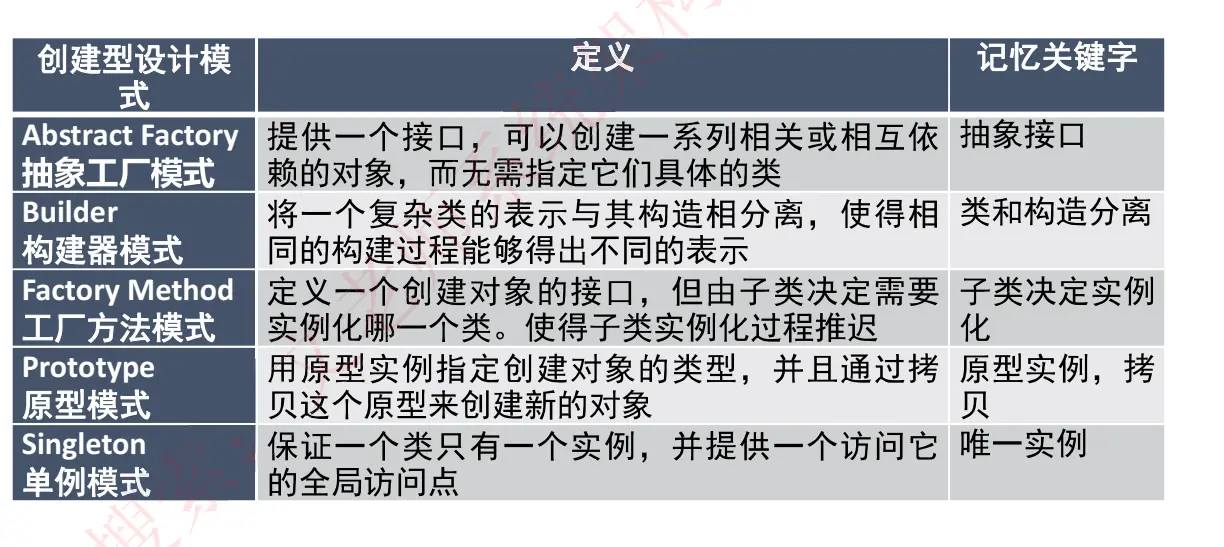 创建型设计模
式
定义
记忆关键字
Abstract Factory
抽象工厂模式
提供一个接口，可以创建一系列相关或相互依
赖的对象，而无需指定它们具体的类
抽象接口
Builder
构建器模式
将一个复杂类的表示与其构造相分离，使得相
同的构建过程能够得出不同的表示
类和构造分离
Factory Method
工厂方法模式
定义一个创建对象的接口，但由子类决定需要
实例化哪一个类。使得子类实例化过程推迟
子类决定实例
化
Prototype
原型模式
用原型实例指定创建对象的类型，并且通过拷
贝这个原型来创建新的对象
原型实例，拷
贝
Singleton
单例模式
保证一个类只有一个实例，并提供一个访问它
的全局访问点
唯一实例